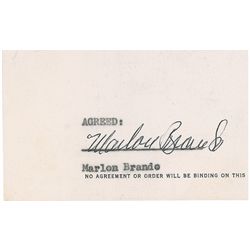 AGREED:
Marlon Brando
Marlon Brando
NO AGREEMENT OR ORDER WILL BE BINDING ON THIS